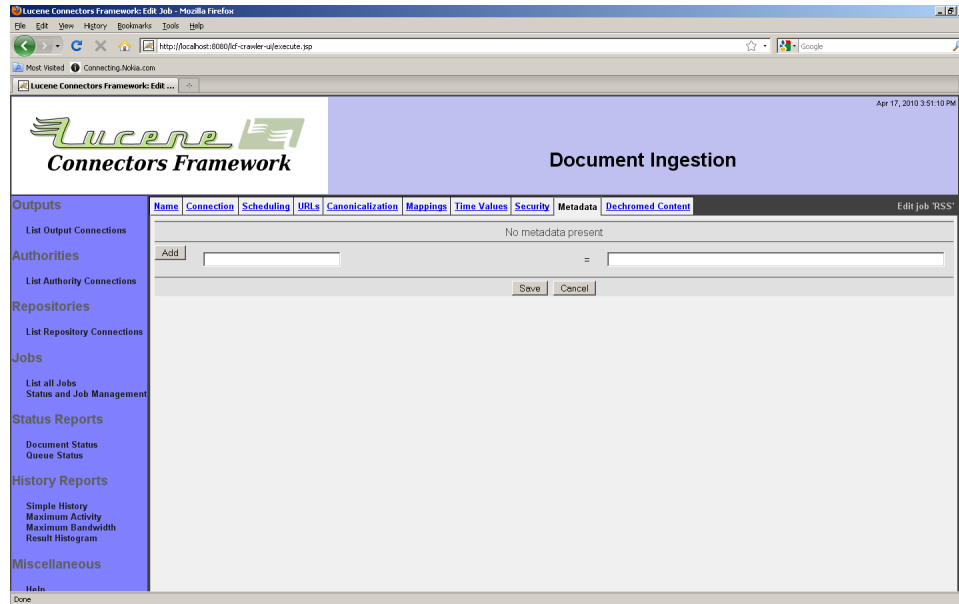 Lucene Connectors Framework: Edit Job - Mozilla Firefox
File Edit View History Bookmarks Tools Help
http://localhost:8080/lcf-crawler-ui/execute.jsp
Google
Most Visited Connecting.Nokia.com
Lucene Connectors Framework: Edit ...
Apr 17, 2010 3:51:10 PM
Lucene
Connectors Framework
Document Ingestion
Outputs
List Output Connections
Authorities
List Authority Connections
Repositories
List Repository Connections
Jobs
List all Jobs
Status and Job Management
Status Reports
Document Status
Queue Status
History Reports
Simple History
Maximum Activity
Maximum Bandwidth
Result Histogram
Miscellaneous
Help
Name Connection Scheduling URLs Canonicalization Mappings Time Values Security Metadata Dechromed Content Edit job 'RSS'
No metadata present
Add =
Save Cancel
Done